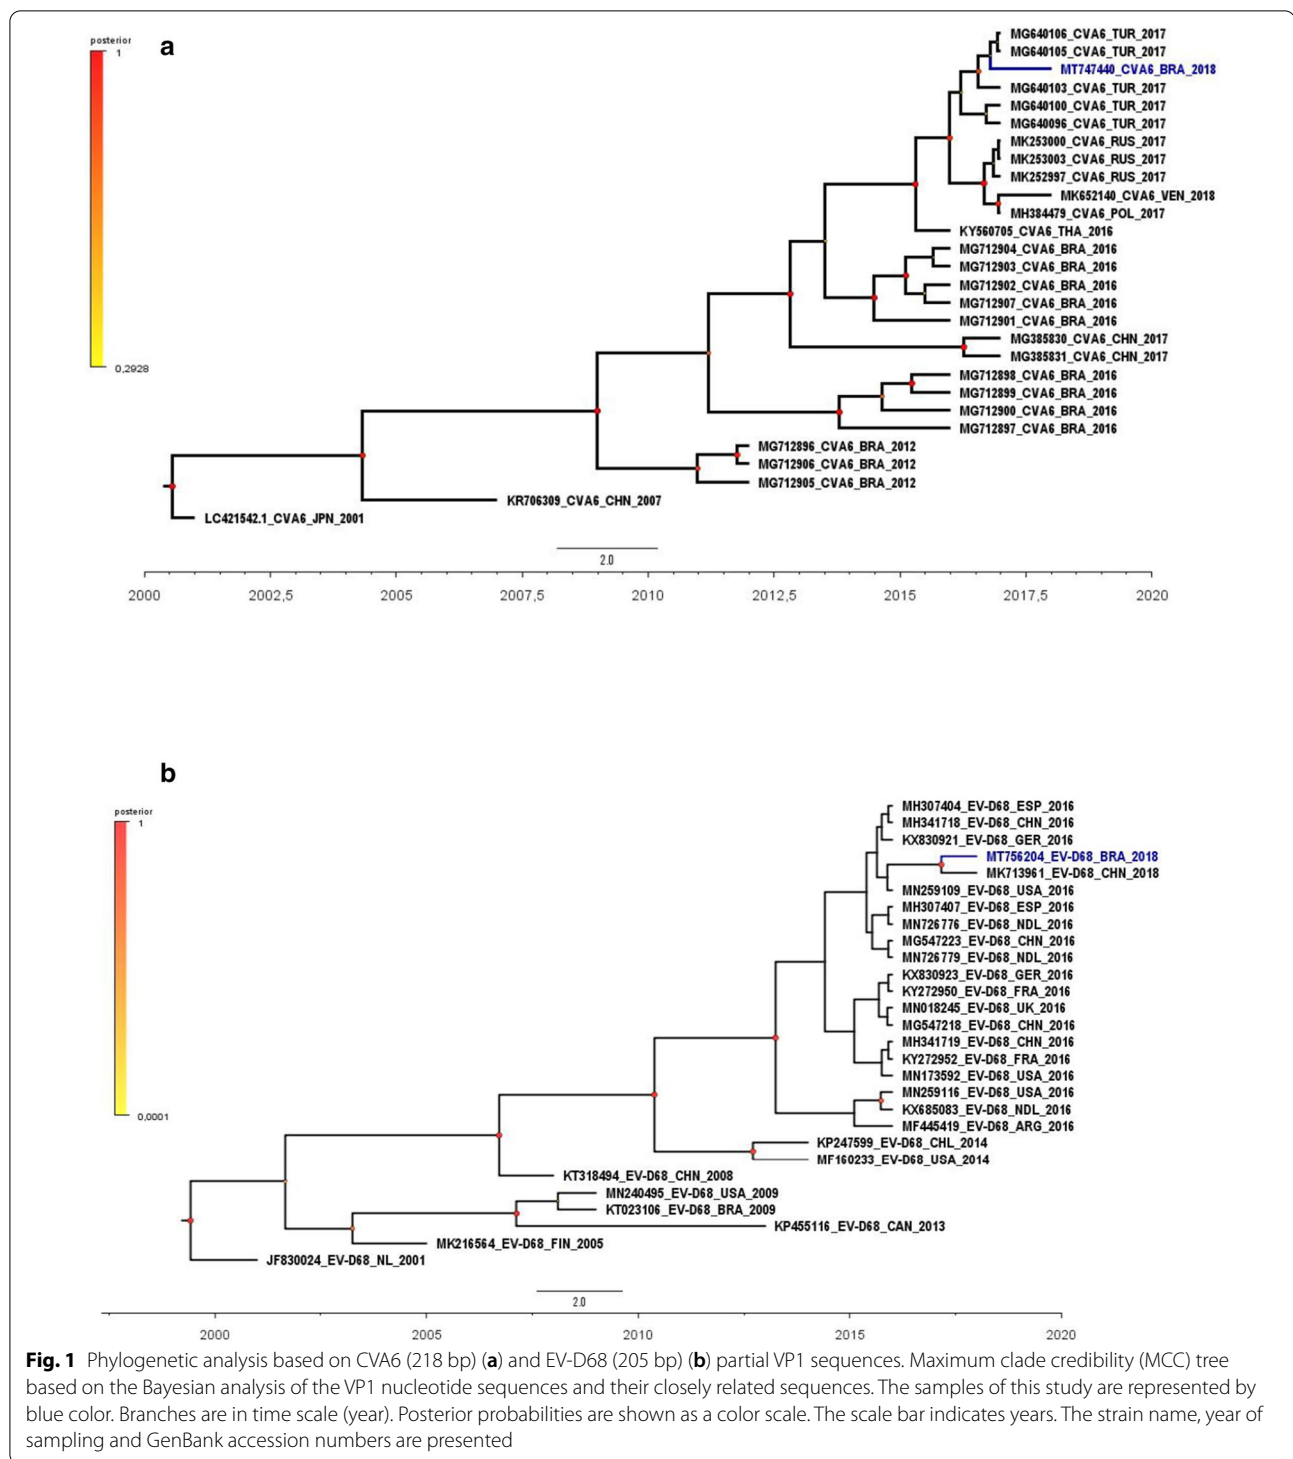 a
posterior
1
0,2928
MG640106_CVA6_TUR_2017
MG640105_CVA6_TUR_2017
MT747440_CVA6_BRA_2018
MG640103_CVA6_TUR_2017
MG640100_CVA6_TUR_2017
MG640096_CVA6_TUR_2017
MK253000_CVA6_RUS_2017
MK253003_CVA6_RUS_2017
MK252997_CVA6_RUS_2017
MK652140_CVA6_VEN_2018
MH384479_CVA6_POL_2017
KY560705_CVA6_THA_2016
MG712904_CVA6_BRA_2016
MG712903_CVA6_BRA_2016
MG712902_CVA6_BRA_2016
MG712907_CVA6_BRA_2016
MG712901_CVA6_BRA_2016
MG385830_CVA6_CHN_2017
MG385831_CVA6_CHN_2017
MG712898_CVA6_BRA_2016
MG712899_CVA6_BRA_2016
MG712900_CVA6_BRA_2016
MG712897_CVA6_BRA_2016
MG712896_CVA6_BRA_2012
MG712906_CVA6_BRA_2012
MG712905_CVA6_BRA_2012
KR706309_CVA6_CHN_2007
LC421542.1_CVA6_JPN_2001
2.0
2000 2002,5 2005 2007,5 2010 2012,5 2015 2017,5 2020
b
posterior
1
0,0001
MH307404_EV-D68_ESP_2016
MH341718_EV-D68_CHN_2016
KX830921_EV-D68_GER_2016
MT756204_EV-D68_BRA_2018
MK713961_EV-D68_CHN_2018
MN259109_EV-D68_USA_2016
MH307407_EV-D68_ESP_2016
MN726776_EV-D68_NDL_2016
MG547223_EV-D68_CHN_2016
MN726779_EV-D68_NDL_2016
KX830923_EV-D68_GER_2016
KY272950_EV-D68_FRA_2016
MN018245_EV-D68_UK_2016
MG547218_EV-D68_CHN_2016
MH341719_EV-D68_CHN_2016
KY272952_EV-D68_FRA_2016
MN173592_EV-D68_USA_2016
MN259116_EV-D68_USA_2016
KX685083_EV-D68_NDL_2016
MF445419_EV-D68_ARG_2016
KP247599_EV-D68_CHL_2014
MF160233_EV-D68_USA_2014
KT318494_EV-D68_CHN_2008
MN240495_EV-D68_USA_2009
KT023106_EV-D68_BRA_2009
KP455116_EV-D68_CAN_2013
MK216564_EV-D68_FIN_2005
JF830024_EV-D68_NL_2001
2.0
2000 2005 2010 2015 2020
Fig. 1 Phylogenetic analysis based on CVA6 (218 bp) (a) and EV-D68 (205 bp) (b) partial VP1 sequences. Maximum clade credibility (MCC) tree
based on the Bayesian analysis of the VP1 nucleotide sequences and their closely related sequences. The samples of this study are represented by
blue color. Branches are in time scale (year). Posterior probabilities are shown as a color scale. The scale bar indicates years. The strain name, year of
sampling and GenBank accession numbers are presented